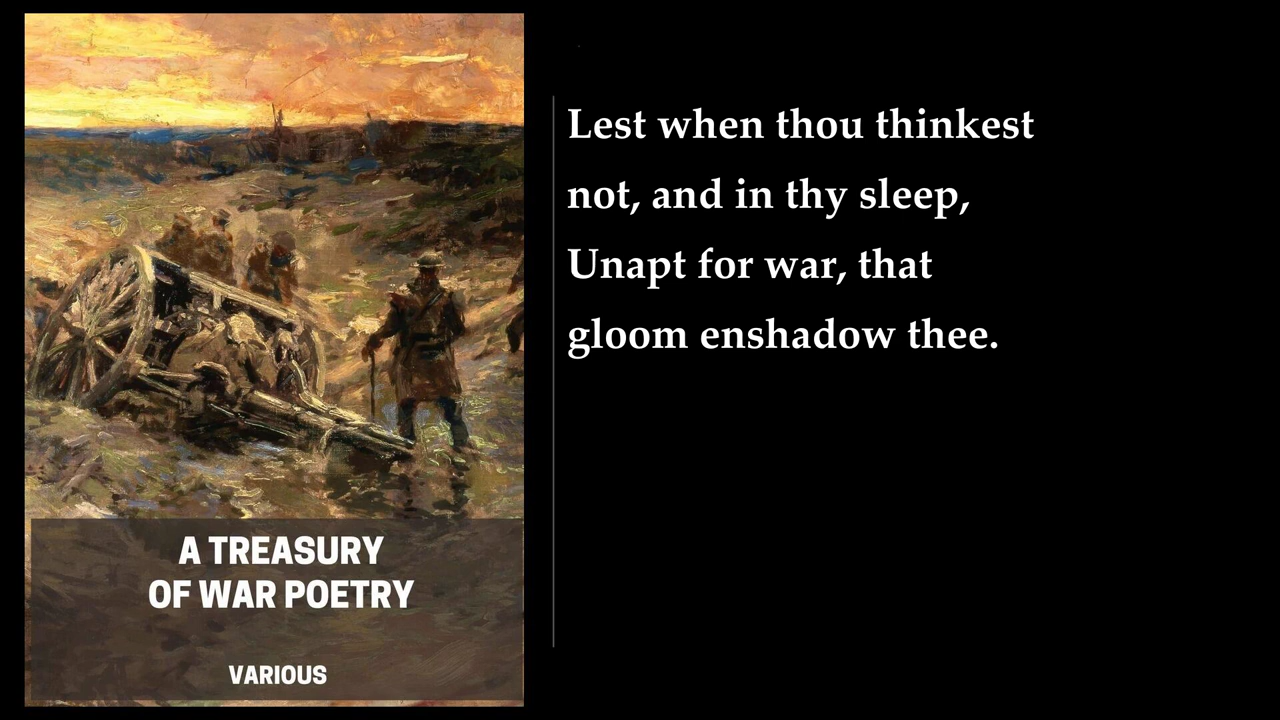 A TREASURY
OF WAR POETRY
VARIOUS
Lest when thou thinkest
not, and in thy sleep,
Unapt for war, that
gloom enshadow thee.